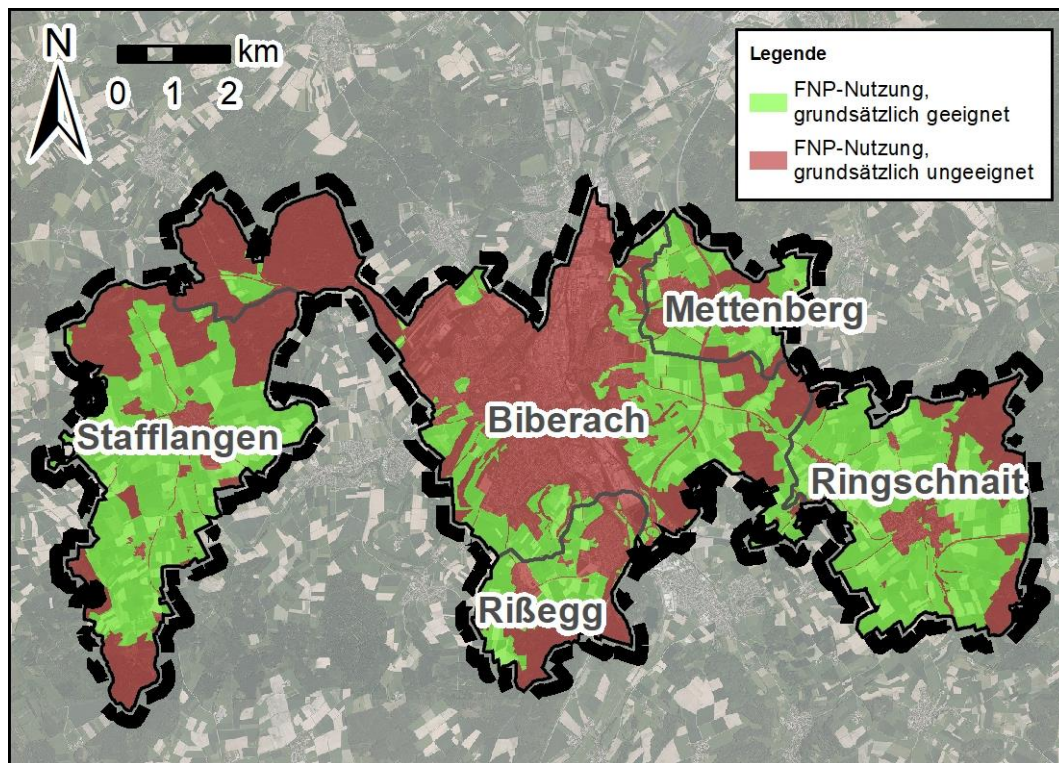 N
km
0 1 2
Legende
FNP-Nutzung,
grundsätzlich geeignet
FNP-Nutzung,
grundsätzlich ungeeignet
Mettenberg
Biberach
Stafflangen
Ringschnait
Rißegg